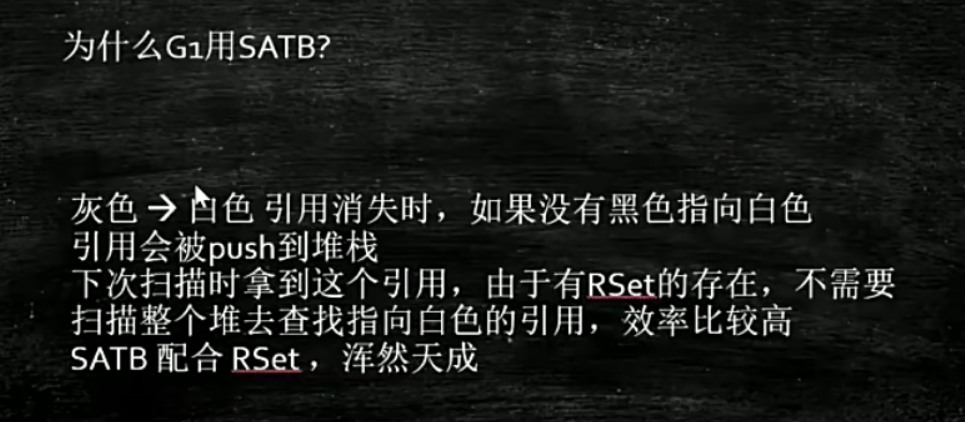 为什么G1用SATB?
灰色 → 白色 引用消失时，如果没有黑色指向白色
引用会被push到堆栈
下次扫描时拿到这个引用，由于有RSet的存在，不需要
扫描整个堆去查找指向白色的引用，效率比较高
SATB 配合 RSet ，浑然天成